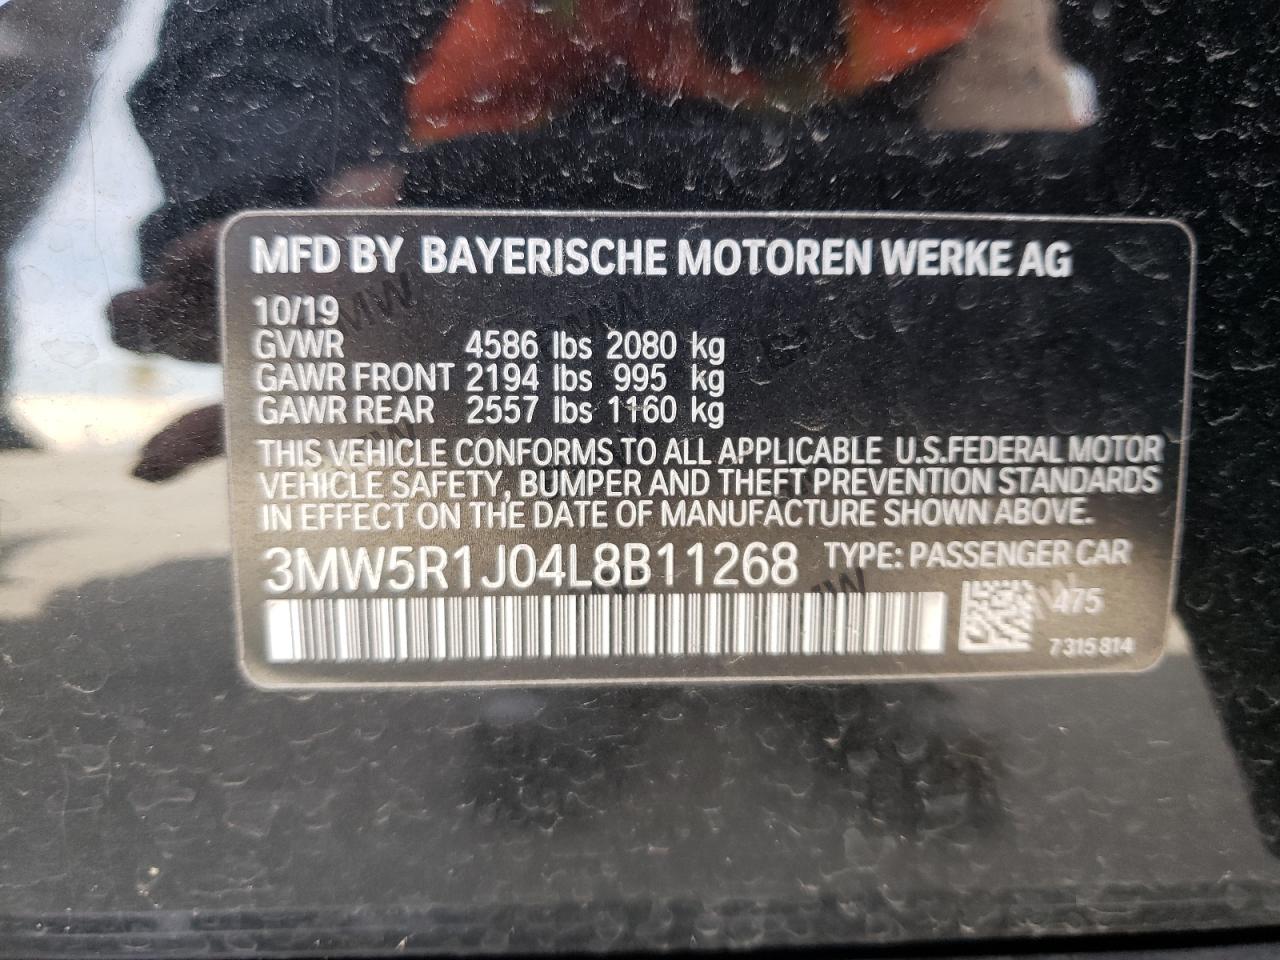 MFD BY BAYERISCHE MOTOREN WERKE AG
10/19
GVWR 4586 lbs 2080 kg
GAWR FRONT 2194 lbs 995 kg
GAWR REAR 2557 lbs 1160 kg
THIS VEHICLE CONFORMS TO ALL APPLICABLE U.S.FEDERAL MOTOR
VEHICLE SAFETY, BUMPER AND THEFT PREVENTION STANDARDS
IN EFFECT ON THE DATE OF MANUFACTURE SHOWN ABOVE.
3MW5R1J04L8B11268 TYPE: PASSENGER CAR
475
7315814